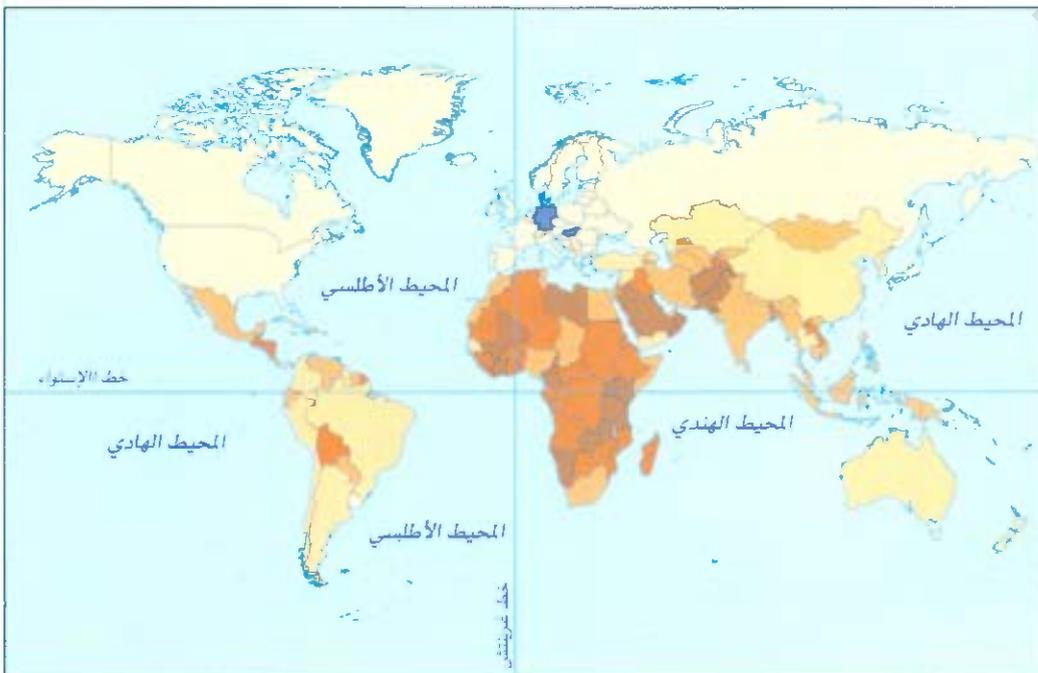 المحيط الأطلسي
المحيط الهادي
خط الإستواء
المحيط الهندي
المحيط الهادي
المحيط الأطلسي
خط غرينتش